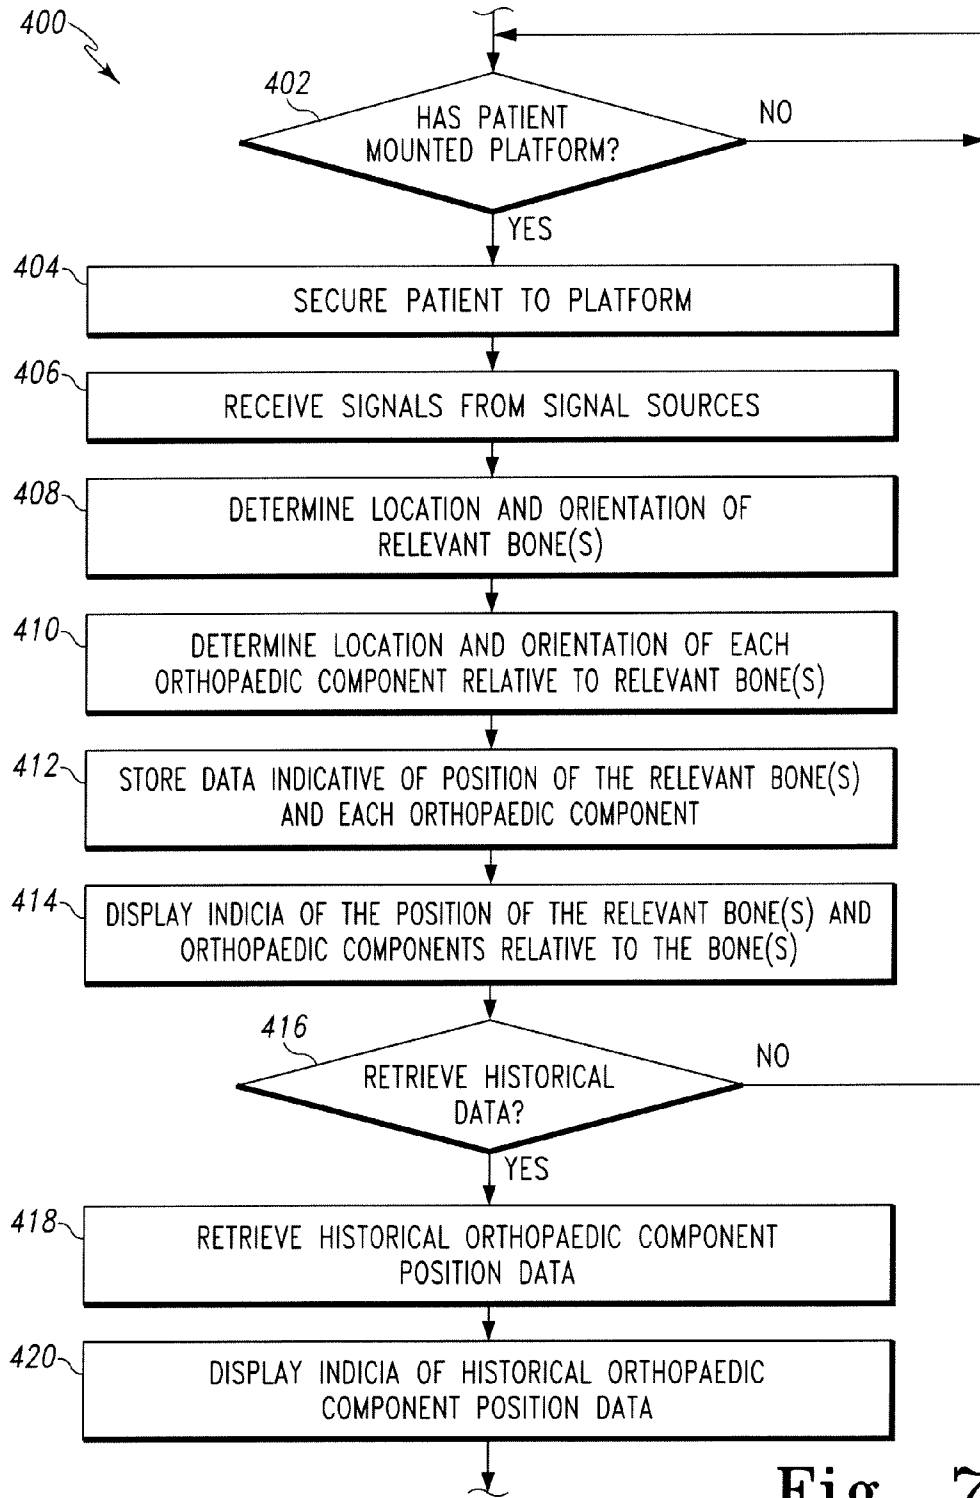 400
402
HAS PATIENT
MOUNTED PLATFORM?
NO
YES
404
SECURE PATIENT TO PLATFORM
406
RECEIVE SIGNALS FROM SIGNAL SOURCES
408
DETERMINE LOCATION AND ORIENTATION OF
RELEVANT BONE(S)
410
DETERMINE LOCATION AND ORIENTATION OF EACH
ORTHOPAEDIC COMPONENT RELATIVE TO RELEVANT BONE(S)
412
STORE DATA INDICATIVE OF POSITION OF THE RELEVANT BONE(S)
AND EACH ORTHOPAEDIC COMPONENT
414
DISPLAY INDICIA OF THE POSITION OF THE RELEVANT BONE(S) AND
ORTHOPAEDIC COMPONENTS RELATIVE TO THE BONE(S)
416
RETRIEVE HISTORICAL
DATA?
NO
YES
418
RETRIEVE HISTORICAL ORTHOPAEDIC COMPONENT
POSITION DATA
420
DISPLAY INDICIA OF HISTORICAL ORTHOPAEDIC
COMPONENT POSITION DATA
Fig. 7